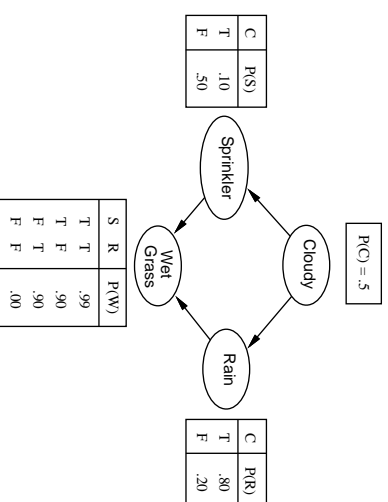 P(C) = .5
Cloudy
C P(S)
T .10
F .50
Sprinkler
Rain
C P(R)
T .80
F .20
Wet
Grass
S R P(W)
T T .99
T F .90
F T .90
F F .00